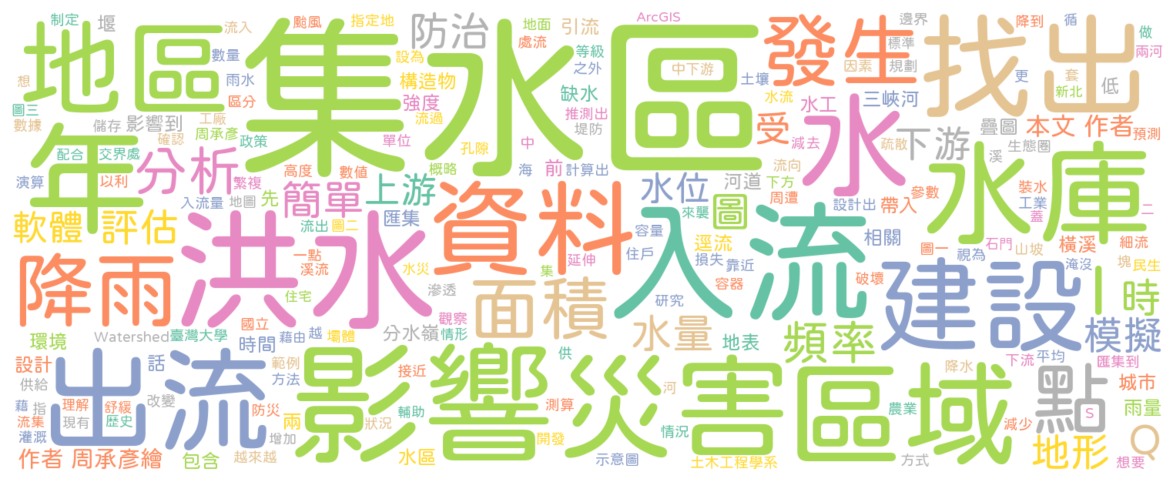 制定 堰 流入 颱風 指定地 防治 地面 引流 ArcGIS 邊界 降到 循 做
地區 集水區 發生 找出
數量 設為 處流 等級 標準 兩河
想 雨水 構造物 之外 中下游 因素 規劃 更 套
圖三 區分 強度 缺水 土壤 水流 三峽河 新北 低
數據 儲存 影響到 工廠 流過 推測出 水工 疊圖 本文 作者 預測
年 確認 周承彥 單位 堤防 受 水 下游 生態圈
配合 交界處 政策 分析 孔隙 中 減去 疏散 溪 水庫
演算 以利 繁複 高度 數值 概略 海 前 計算出 流向 下方 參數 裝水
入流量 地圖 先 簡單 上游 資料 水位 河道 設計出 周遭 帶入 工業 蓋 二
軟體 評估 流出 圖二 匯集 圖 來襲 入流
降雨 洪水 一點 溪流 延伸 容量 逕流 相關 圖一 石門 山坡 橫溪 細流
住戶 損失 靠近 視為 淹沒 塊 民生
水災 集 面積 容器 破壞 建設 時
住宅 滲透 研究
環境 Watershed 臺灣大學 國立 藉由 越 壩體 分水嶺 觀察 水量 地表 頻率 模擬
時間 情形
設計 出流 話 範例 影響 接近 供 災害 區域 下流 平均 匯集到
供給 方法 河 降水 點 城市
藉 指 理解 舒緩 改變 防災 兩 輔助 測算 農業 減少 S 雨量
流集 現有 歷史 狀況 情況
灌溉 增加 開發 方式 地形 Q
作者 周承彥繪 包含 越來越 水區 示意圖 土木工程學系 想要